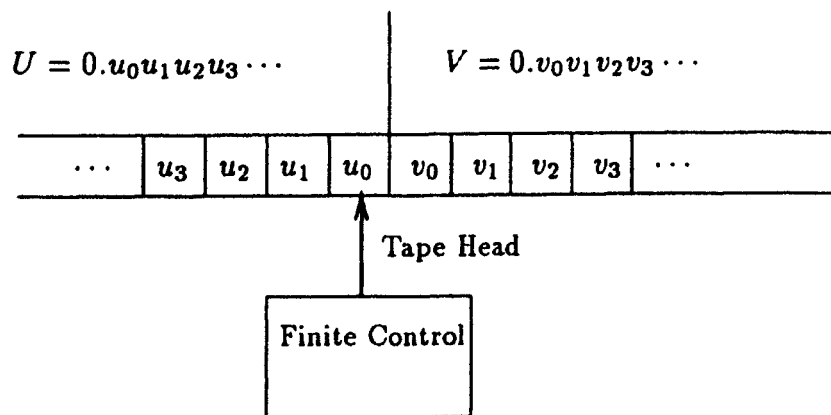 U = 0.u₀u₁u₂u₃ ⋯ V = 0.v₀v₁v₂v₃ ⋯
⋯ u₃ u₂ u₁ u₀ v₀ v₁ v₂ v₃ ⋯
Tape Head
Finite Control